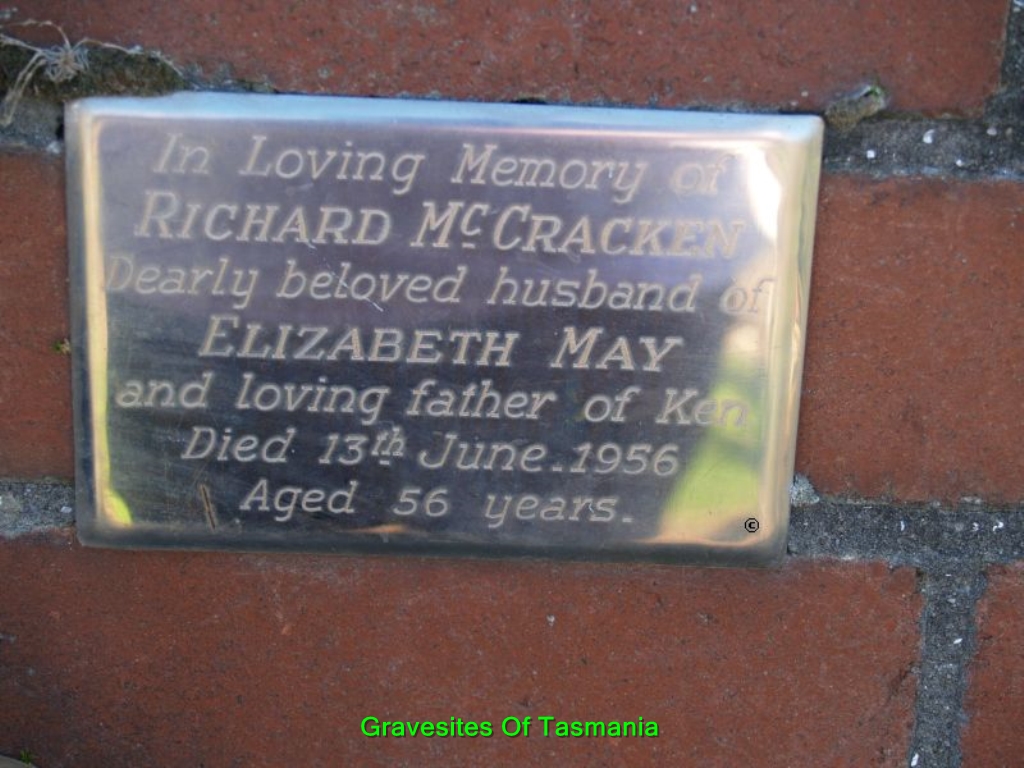 In Loving Memory of
RICHARD McCRACKEN
Dearly beloved husband of
ELIZABETH MAY
and loving father of Ken
Died 13th June.1956
Aged 56 years.
©
Gravesites Of Tasmania